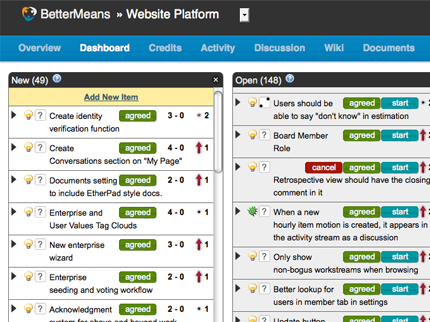 BetterMeans » Website Platform
Overview Dashboard Credits Activity Discussion Wiki Documents
New (49) ?
Add New Item
? Create identity agreed 3 - 0 2
verification function
? Create agreed 4 - 0 1
Conversations section on "My Page"
? Documents setting agreed 2 - 0 1
to include EtherPad style docs.
? Enterprise and agreed 4 - 0 1
User Values Tag Clouds
? New enterprise agreed 3 - 0 1
wizard
? Enterprise agreed 2 - 0 1
seeding and voting workflow
? Acknowledgment agreed 2 - 0 1
system for above and beyond work
Open (148) ?
Users should be agreed start 2
able to say "don't know" in estimation
? Board Member agreed start
Role
? cancel agreed start
Retrospective view should have the closing
comment in it
? When a new agreed start
hourly item motion is created, it appears in
the activity stream as a discussion
? Only show agreed start
non-bogus workstreams when browsing
? Better lookup for agreed start
users in member tab in settings
? Update button agreed start